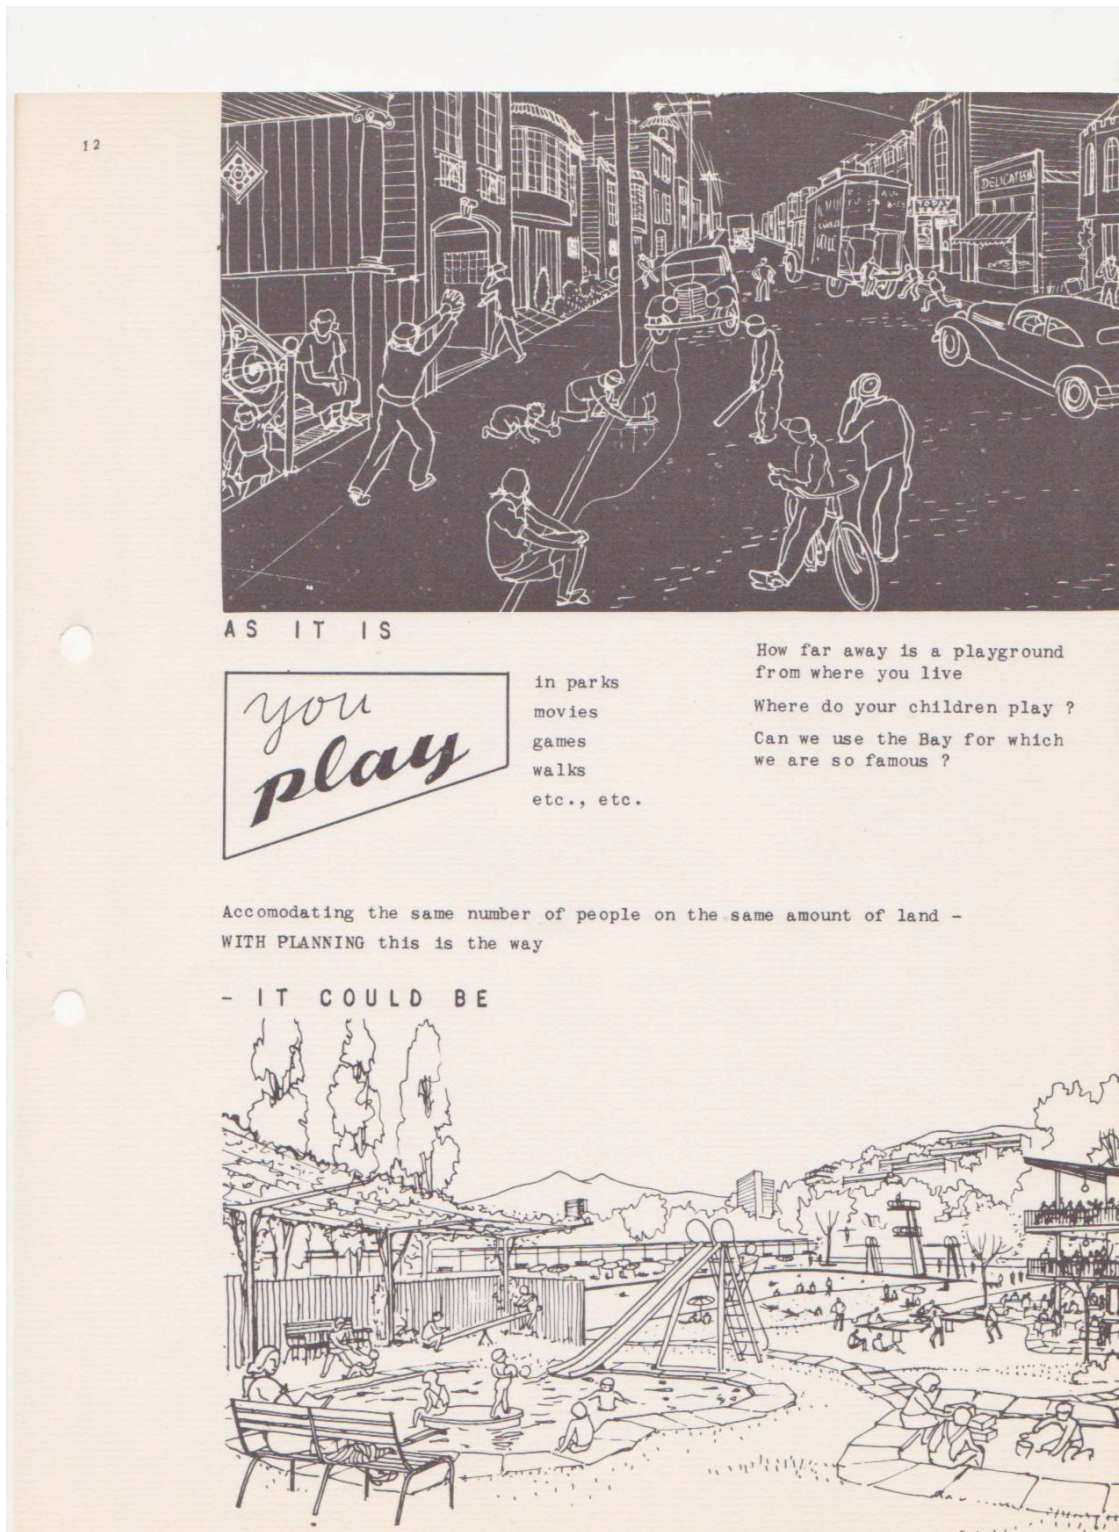 12
DELICATESN
TODAY
AS IT IS
you
play
in parks
movies
games
walks
etc., etc.
How far away is a playground
from where you live
Where do your children play ?
Can we use the Bay for which
we are so famous ?
Accomodating the same number of people on the same amount of land -
WITH PLANNING this is the way
- IT COULD BE